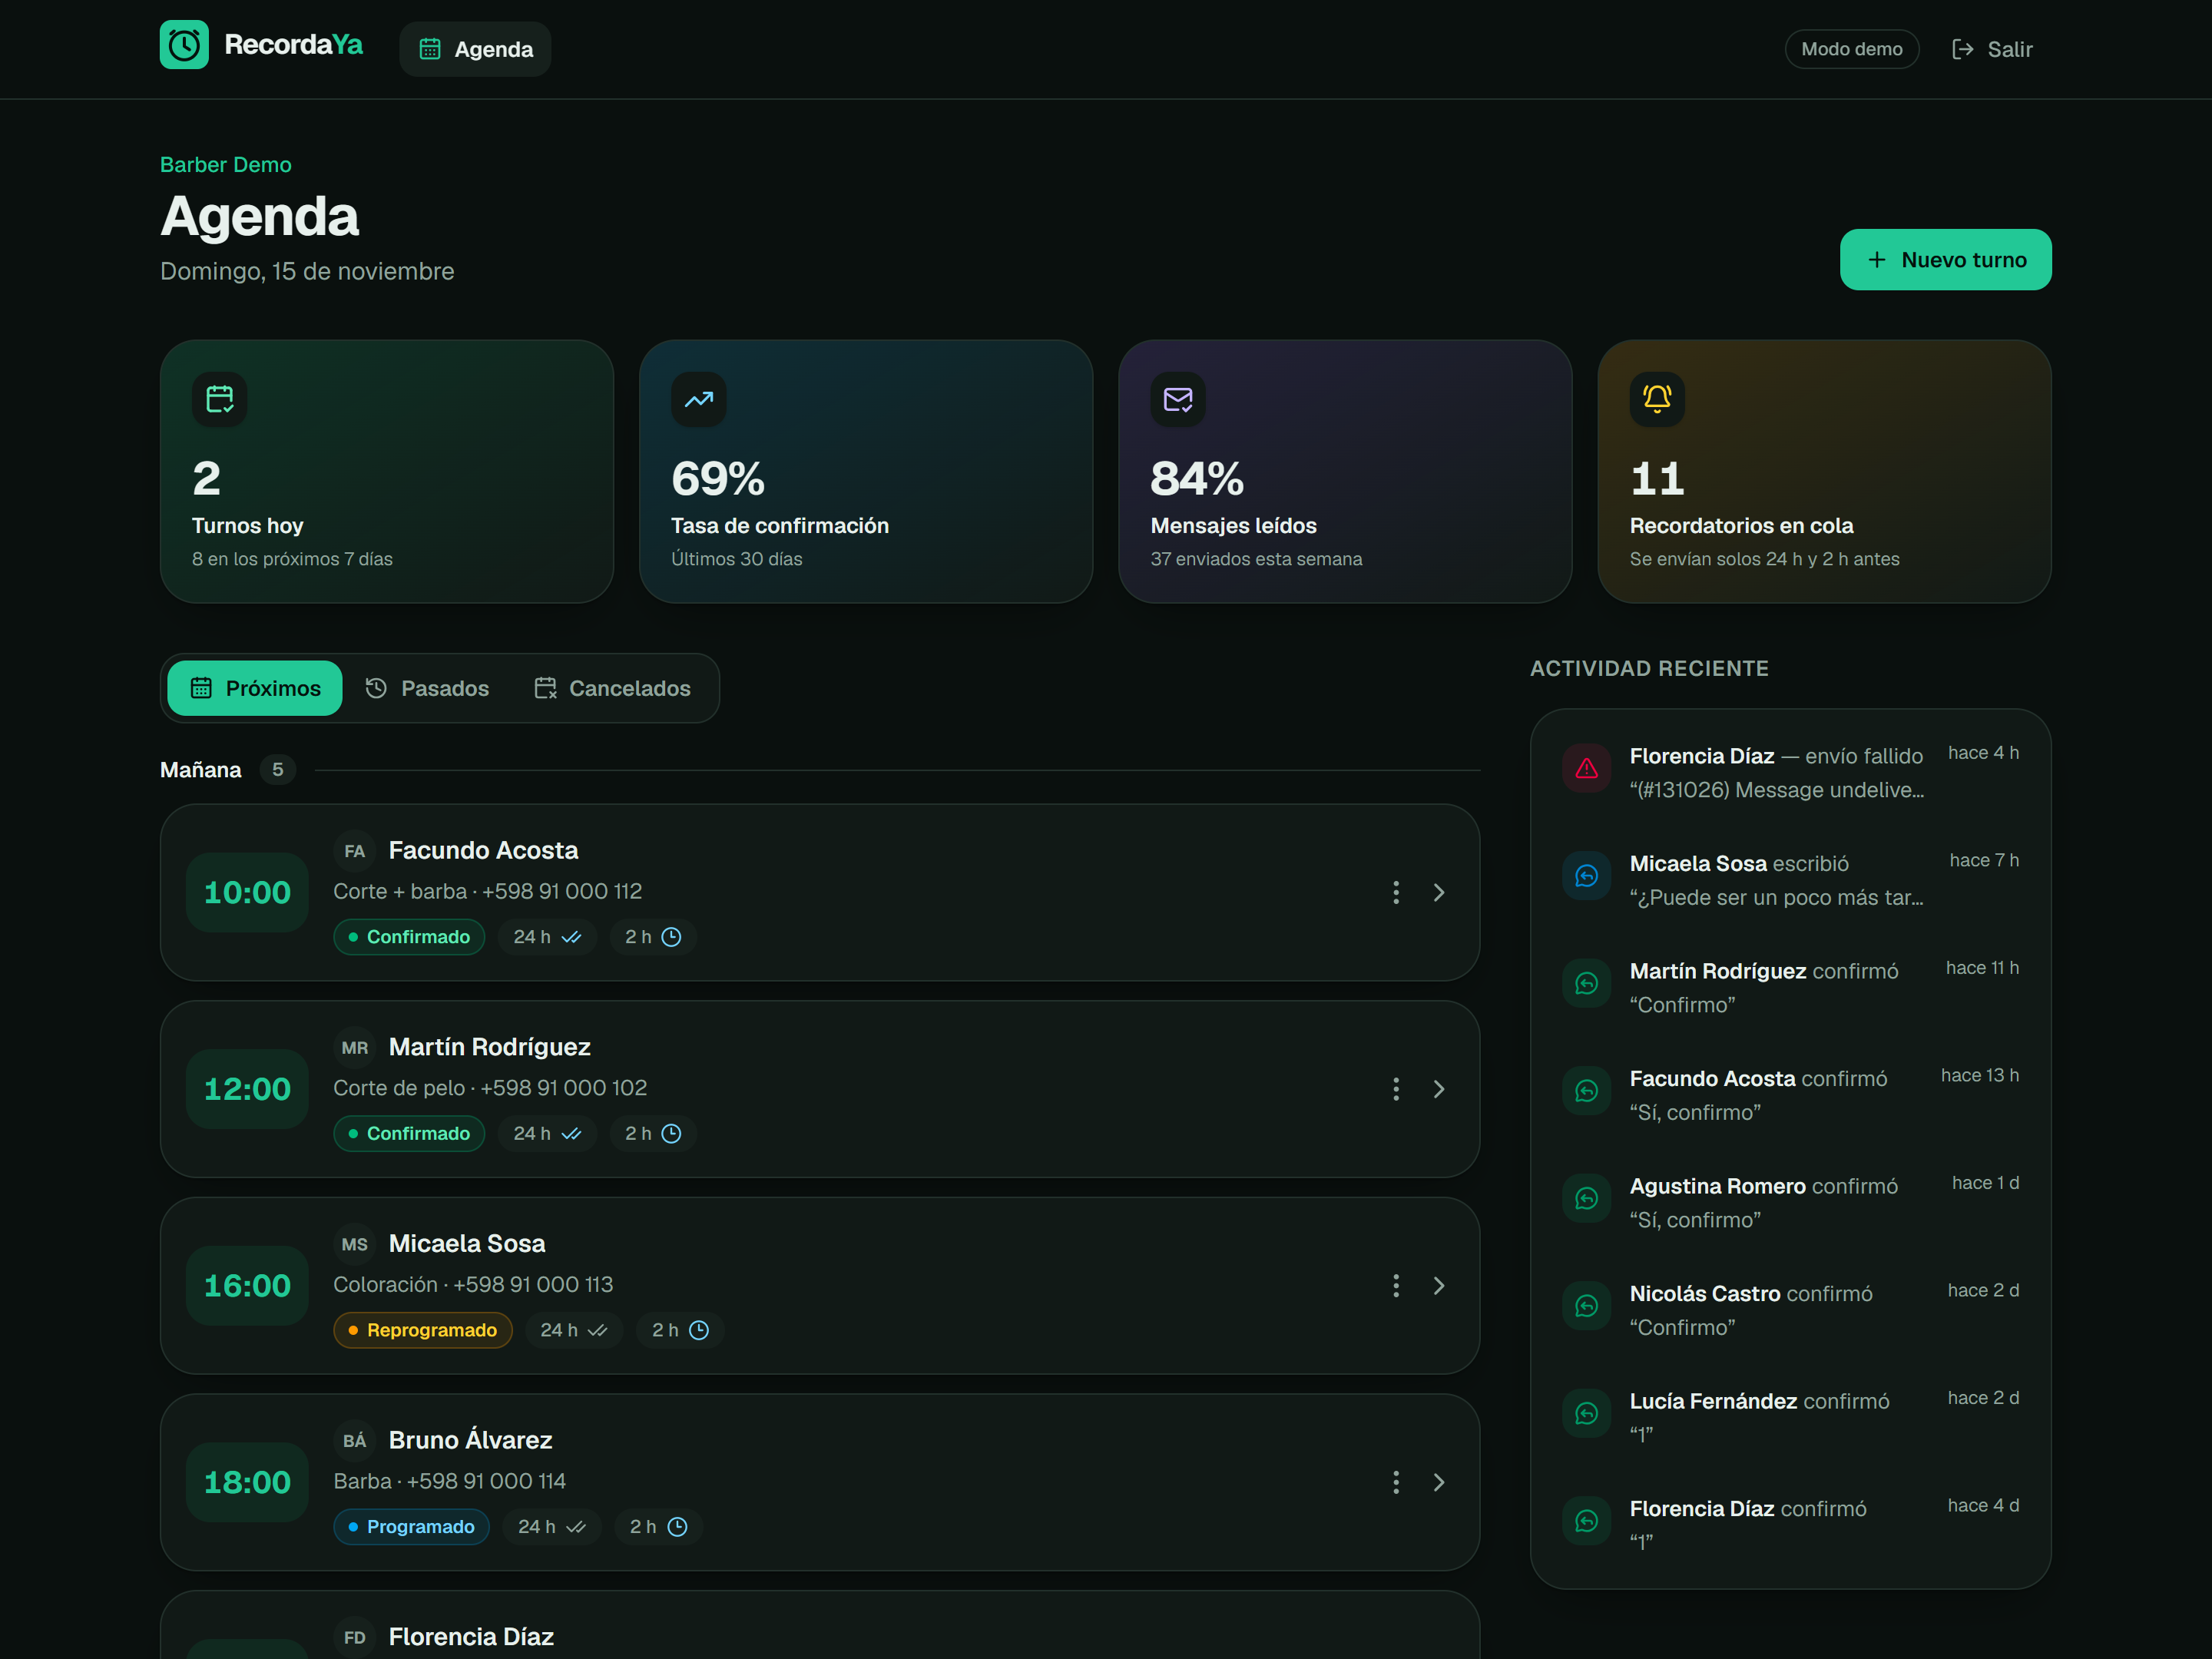 RecordaYa
Agenda
Modo demo
Salir
Barber Demo
Agenda
Domingo, 15 de noviembre
Nuevo turno
2
Turnos hoy
8 en los próximos 7 días
69%
Tasa de confirmación
Últimos 30 días
84%
Mensajes leídos
37 enviados esta semana
11
Recordatorios en cola
Se envían solos 24 h y 2 h antes
Próximos
Pasados
Cancelados
Mañana 5
10:00
FA Facundo Acosta
Corte + barba · +598 91 000 112
Confirmado 24 h 2 h
12:00
MR Martín Rodríguez
Corte de pelo · +598 91 000 102
Confirmado 24 h 2 h
16:00
MS Micaela Sosa
Coloración · +598 91 000 113
Reprogramado 24 h 2 h
18:00
BÁ Bruno Álvarez
Barba · +598 91 000 114
Programado 24 h 2 h
FD Florencia Díaz
ACTIVIDAD RECIENTE
Florencia Díaz — envío fallido hace 4 h
“(#131026) Message undelive…
Micaela Sosa escribió hace 7 h
“¿Puede ser un poco más tar…
Martín Rodríguez confirmó hace 11 h
“Confirmo”
Facundo Acosta confirmó hace 13 h
“Sí, confirmo”
Agustina Romero confirmó hace 1 d
“Sí, confirmo”
Nicolás Castro confirmó hace 2 d
“Confirmo”
Lucía Fernández confirmó hace 2 d
“1”
Florencia Díaz confirmó hace 4 d
“1”